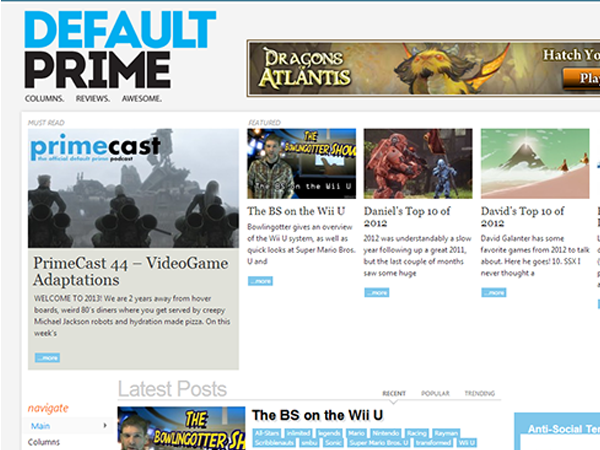 DEFAULT
PRIME
COLUMNS. REVIEWS. AWESOME.
DRAGONS
OF
ATLANTIS
Hatch Yo
Pla
MUST READ
primecast
the official default prime podcast
PrimeCast 44 – VideoGame
Adaptations
WELCOME TO 2013! We are 2 years away from hover
boards, weird 80´s diners where you get served by creepy
Michael Jackson robots and hydration made pizza. On this
week's
...more
FEATURED
THE
BOWLINGOTTER SHOW
The BS on the Wii U
The BS on the Wii U
Bowlingotter gives an overview
of the Wii U system, as well as
quick looks at Super Mario Bros.
U and
...more
Daniel's Top 10 of
2012
2012 was understandably a slow
year following up a great 2011,
but the last couple of months
saw some huge
...more
David's Top 10 of
2012
David Galanter has some
favorite games from 2012 to talk
about. Here he goes! 10. SSX I
never thought a
...more
navigate
Main
Columns
Latest Posts
RECENT POPULAR TRENDING
THE
BOWLINGOTTER SH
The BS on the Wii U
All-Stars Inlimited legends Mario Nintendo Racing Rayman
Scribblenauts smbu Sonic Super Mario Bros. U transformed Wii U
Anti-Social Te